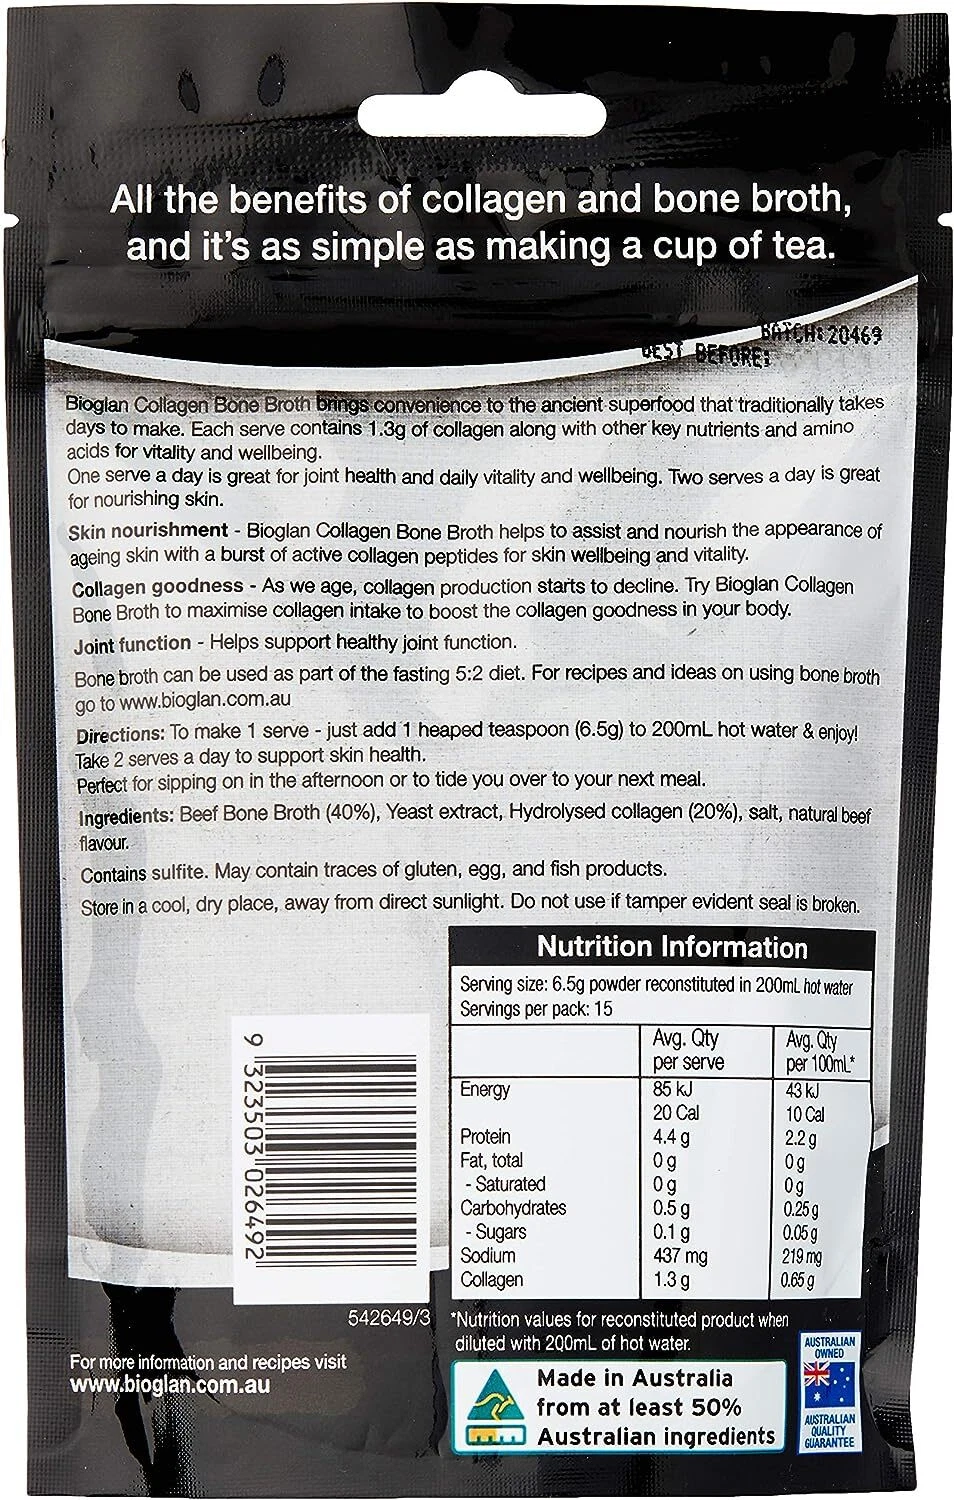 All the benefits of collagen and bone broth,
and it's as simple as making a cup of tea.
BATCH: 20469
BEST BEFORE:
Bioglan Collagen Bone Broth brings convenience to the ancient superfood that traditionally takes
days to make. Each serve contains 1.3g of collagen along with other key nutrients and amino
acids for vitality and wellbeing.
One serve a day is great for joint health and daily vitality and wellbeing. Two serves a day is great
for nourishing skin.
Skin nourishment - Bioglan Collagen Bone Broth helps to assist and nourish the appearance of
ageing skin with a burst of active collagen peptides for skin wellbeing and vitality.
Collagen goodness - As we age, collagen production starts to decline. Try Bioglan Collagen
Bone Broth to maximise collagen intake to boost the collagen goodness in your body.
Joint function - Helps support healthy joint function.
Bone broth can be used as part of the fasting 5:2 diet. For recipes and ideas on using bone broth
go to www.bioglan.com.au
Directions: To make 1 serve - just add 1 heaped teaspoon (6.5g) to 200mL hot water & enjoy!
Take 2 serves a day to support skin health.
Perfect for sipping on in the afternoon or to tide you over to your next meal.
Ingredients: Beef Bone Broth (40%), Yeast extract, Hydrolysed collagen (20%), salt, natural beef
flavour.
Contains sulfite. May contain traces of gluten, egg, and fish products.
Store in a cool, dry place, away from direct sunlight. Do not use if tamper evident seal is broken.
Nutrition Information
Serving size: 6.5g powder reconstituted in 200mL hot water
Servings per pack: 15
Avg. Qty per serve Avg. Qty per 100mL*
Energy 85 kJ 43 kJ
20 Cal 10 Cal
Protein 4.4 g 2.2 g
Fat, total 0 g 0 g
- Saturated 0 g 0 g
Carbohydrates 0.5 g 0.25 g
- Sugars 0.1 g 0.05 g
Sodium 437 mg 219 mg
Collagen 1.3 g 0.65 g
*Nutrition values for reconstituted product when
diluted with 200mL of hot water.
9 323503 026492
542649/3
For more information and recipes visit
www.bioglan.com.au
Made in Australia
from at least 50%
Australian ingredients
AUSTRALIAN
OWNED
AUSTRALIAN
QUALITY
GUARANTEE